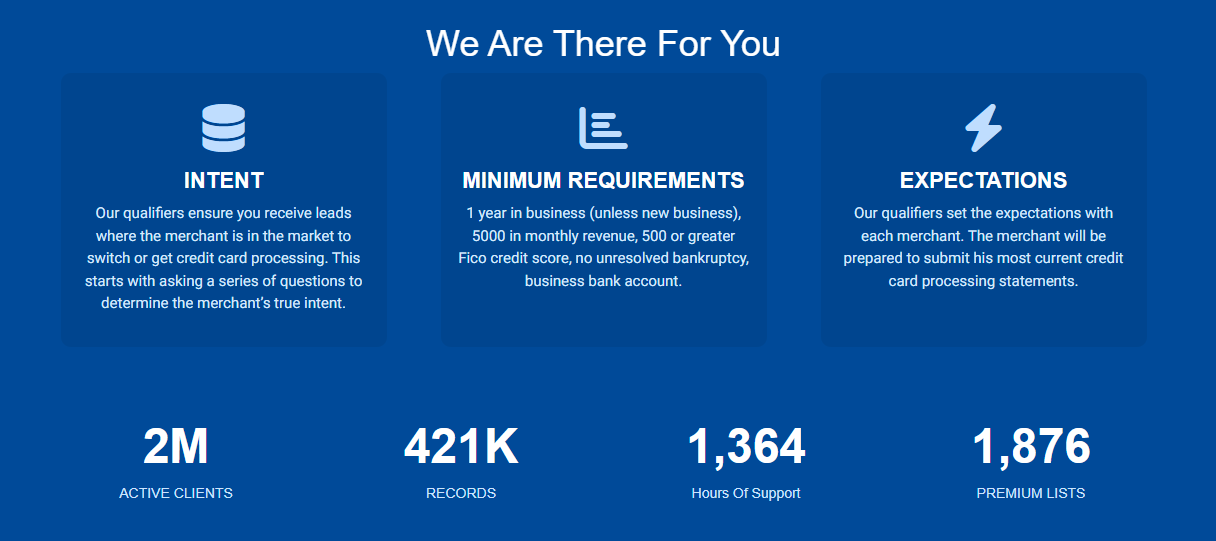 We Are There For You
INTENT
Our qualifiers ensure you receive leads
where the merchant is in the market to
switch or get credit card processing. This
starts with asking a series of questions to
determine the merchant's true intent.
MINIMUM REQUIREMENTS
1 year in business (unless new business),
5000 in monthly revenue, 500 or greater
Fico credit score, no unresolved bankruptcy,
business bank account.
EXPECTATIONS
Our qualifiers set the expectations with
each merchant. The merchant will be
prepared to submit his most current credit
card processing statements.
2M
ACTIVE CLIENTS
421K
RECORDS
1,364
Hours Of Support
1,876
PREMIUM LISTS